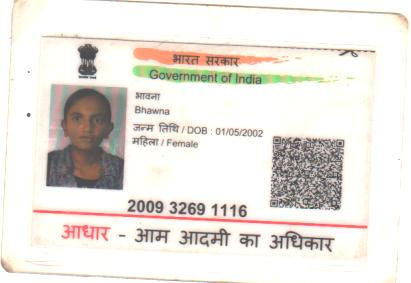 भारत सरकार
Government of India
भावना
Bhawna
जन्म तिथि / DOB : 01/05/2002
महिला / Female
2009 3269 1116
आधार - आम आदमी का अधिकार